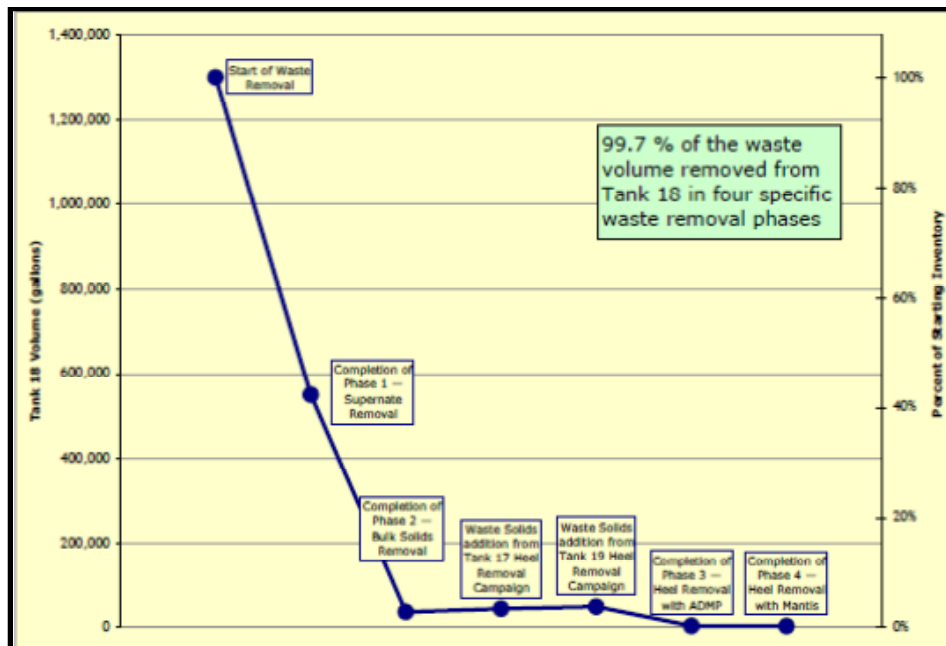 Tank 18 Volume (gallons)
1,400,000
1,200,000
1,000,000
800,000
600,000
400,000
200,000
0
Start of Waste
Removal
Completion of
Phase 1 —
Supernate
Removal
Completion of
Phase 2 —
Bulk Solids
Removal
Waste Solids
addition from
Tank 17 Heel
Removal
Campaign
Waste Solids
addition from
Tank 19 Heel
Removal
Campaign
Completion of
Phase 3 —
Heel Removal
with ADMP
Completion of
Phase 4 —
Heel Removal
with Mantis
99.7 % of the waste
volume removed from
Tank 18 in four specific
waste removal phases
100%
80%
60%
40%
20%
0%
Percent of Starting Inventory